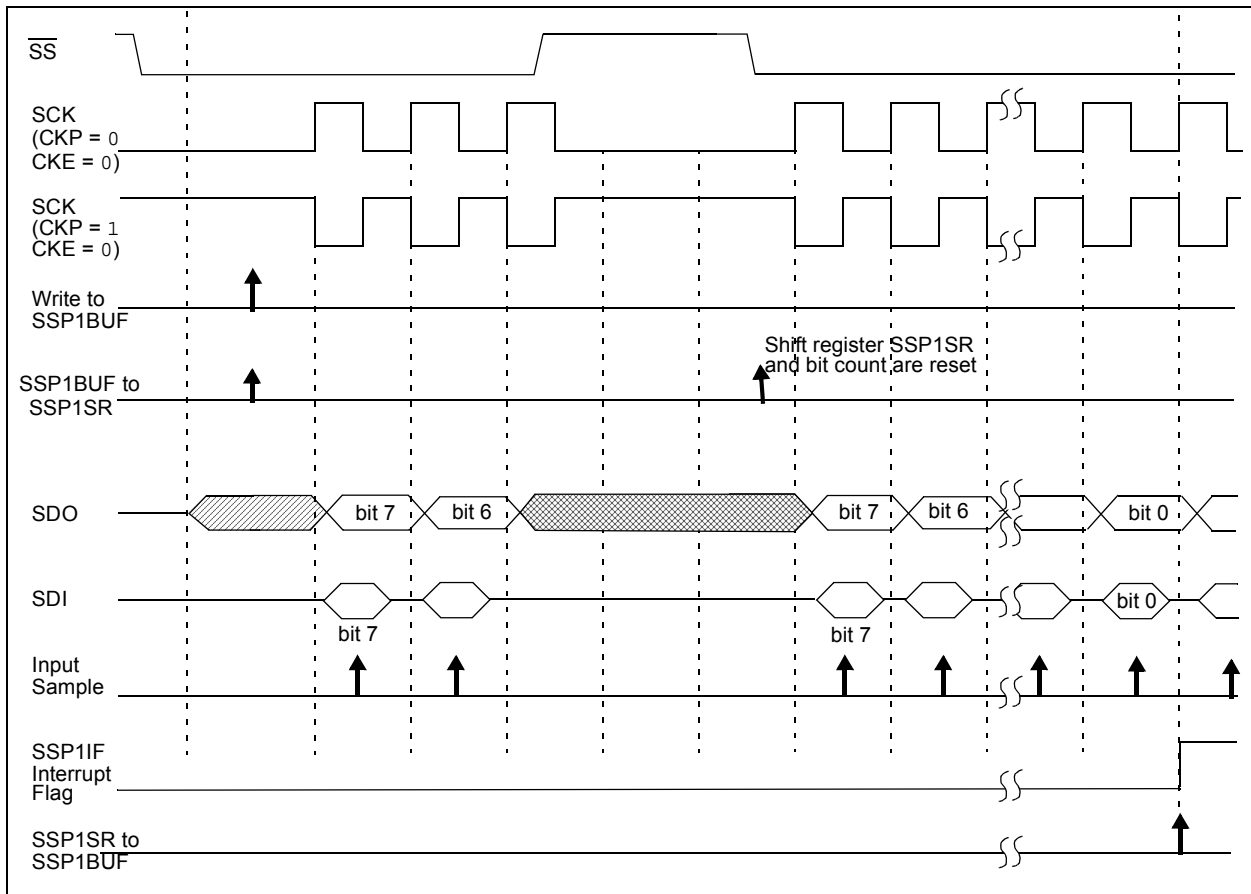 SS
SCK
(CKP = 0
CKE = 0)
SCK
(CKP = 1
CKE = 0)
Write to
SSP1BUF
Shift register SSP1SR
and bit count are reset
SSP1BUF to
SSP1SR
SDO
bit 7
bit 6
bit 7
bit 6
bit 0
SDI
bit 0
bit 7
bit 7
Input
Sample
SSP1IF
Interrupt
Flag
SSP1SR to
SSP1BUF